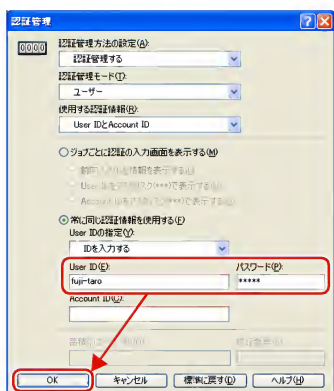 認証管理
0000
認証管理方法の設定(A):
認証管理する
認証管理モード(T):
ユーザー
使用する認証情報(R):
User IDとAccount ID
ジョブごとに認証の入力画面を表示する(M)
常に同じ認証情報を使用する(F)
User IDの指定(Y):
IDを入力する
User ID(E):
パスワード(P):
fuji-taro
*****
Account ID(C):
OK
キャンセル
標準に戻す(D)
ヘルプ(H)